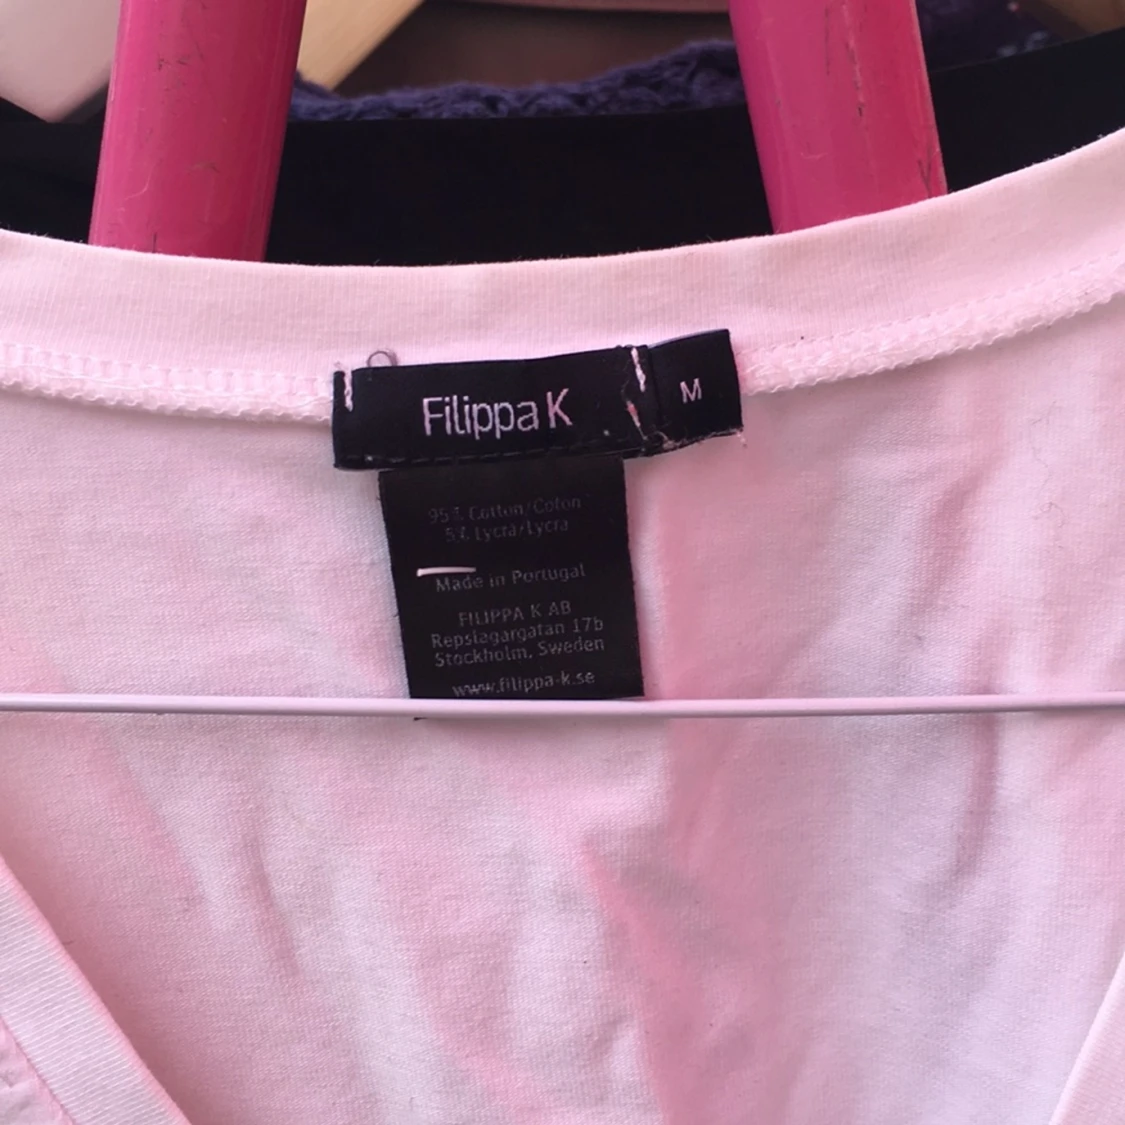 Filippa K
M
95% Cotton/Coton
5% Lycra/Lycra
Made in Portugal
FILIPPA K AB
Repslagargatan 17b
Stockholm, Sweden
www.filippa-k.se